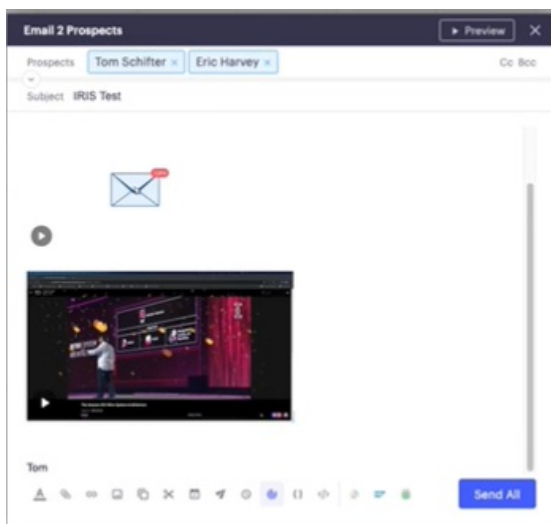 Email 2 Prospects
Preview
Prospects Tom Schifter × Eric Harvey × Cc Bcc
Subject IRIS Test
Tom
Send All